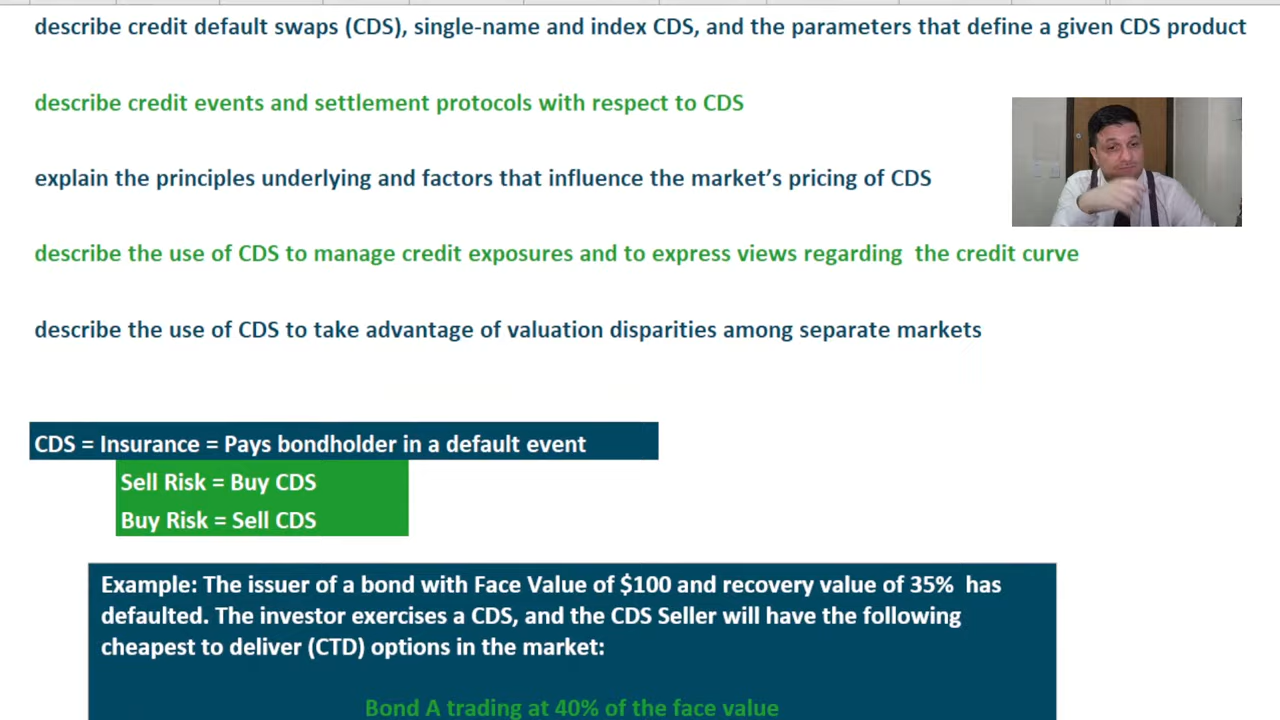 describe credit default swaps (CDS), single-name and index CDS, and the parameters that define a given CDS product
describe credit events and settlement protocols with respect to CDS
explain the principles underlying and factors that influence the market's pricing of CDS
describe the use of CDS to manage credit exposures and to express views regarding  the credit curve
describe the use of CDS to take advantage of valuation disparities among separate markets
CDS = Insurance = Pays bondholder in a default event
Sell Risk = Buy CDS
Buy Risk = Sell CDS
Example: The issuer of a bond with Face Value of $100 and recovery value of 35%  has
defaulted. The investor exercises a CDS, and the CDS Seller will have the following
cheapest to deliver (CTD) options in the market:
Bond A trading at 40% of the face value